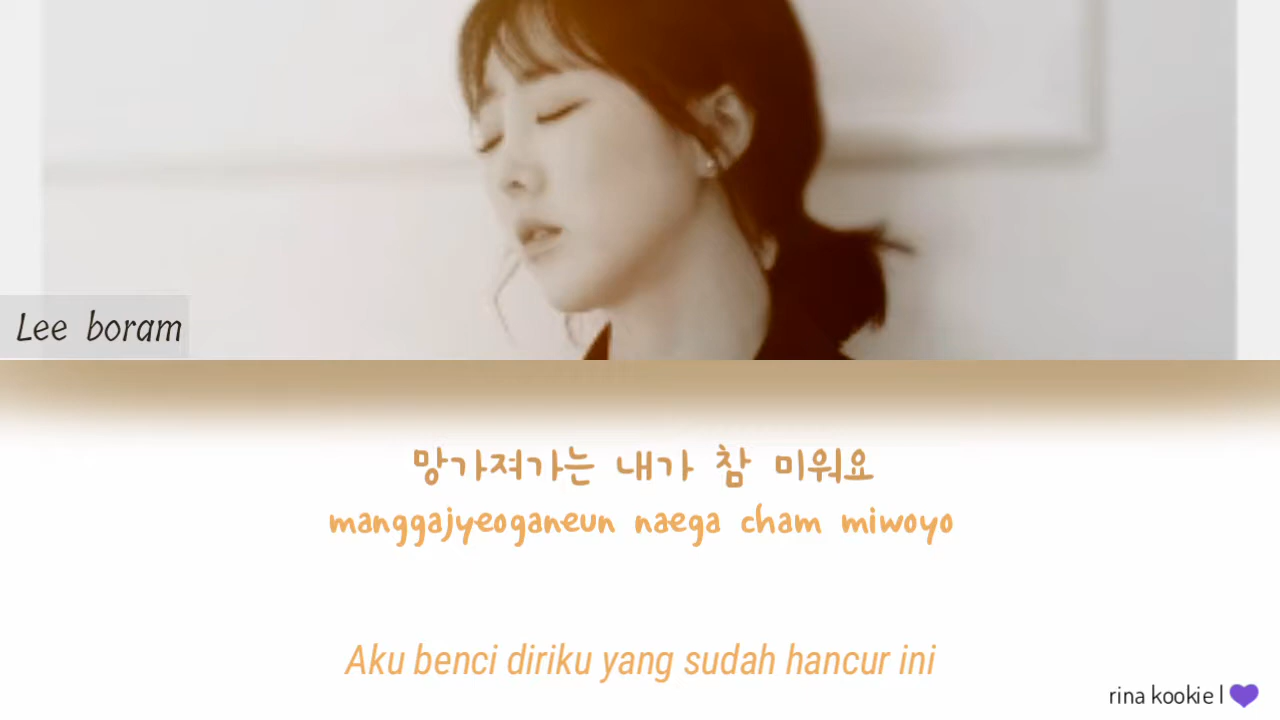 Lee boram
망가져가는 내가 참 미워요
manggajyeoganeun naega cham miwoyo
Aku benci diriku yang sudah hancur ini
rina kookie | 💜